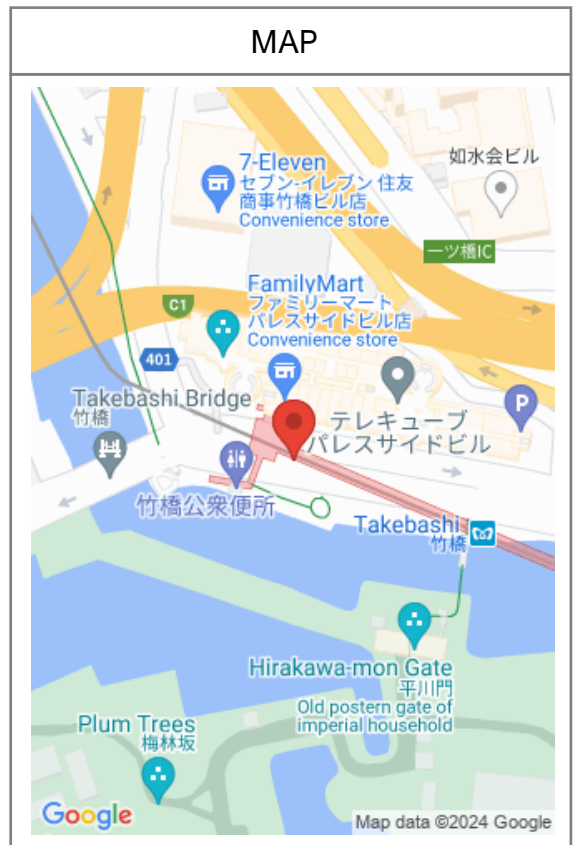 MAP
7-Eleven
セブン-イレブン 住友
商事竹橋ビル店
Convenience store
如水会ビル
一ツ橋IC
FamilyMart
ファミリーマート
パレスサイドビル店
Convenience store
C1
401
Takebashi Bridge
竹橋
P
テレキューブ
パレスサイドビル
竹橋公衆便所
Takebashi
竹橋
Hirakawa-mon Gate
平川門
Old postern gate of
imperial household
Plum Trees
梅林坂
Google
Map data ©2024 Google